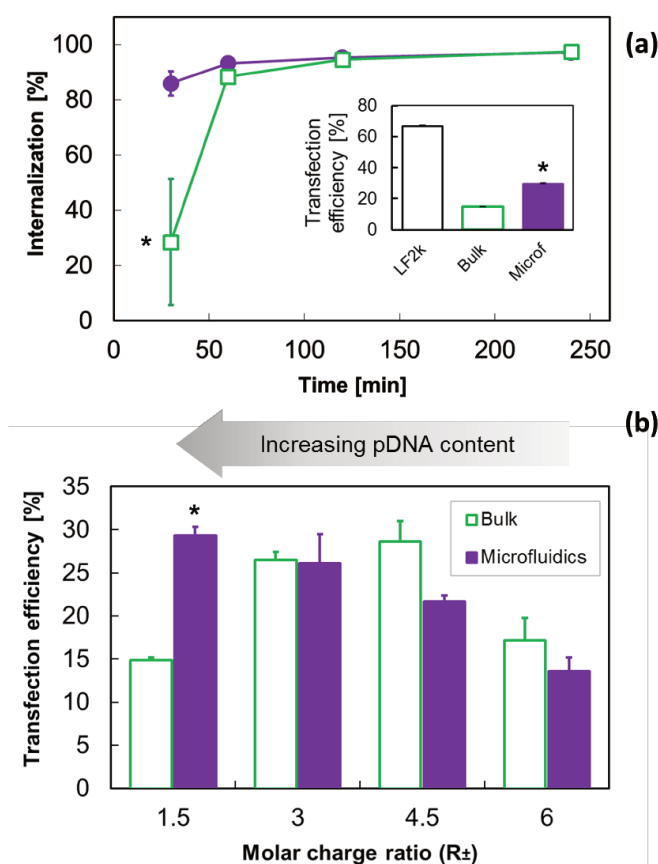 (a)
100
80
60
40
20
0
Internalization [%]
0 50 100 150 200 250
Time [min]
*
80
60
40
20
0
Transfection
efficiency [%]
*
LF2k Bulk Microf
(b)
Increasing pDNA content
35
30
25
20
15
10
5
0
Transfection efficiency [%]
*
Bulk
Microfluidics
1.5 3 4.5 6
Molar charge ratio (R±)